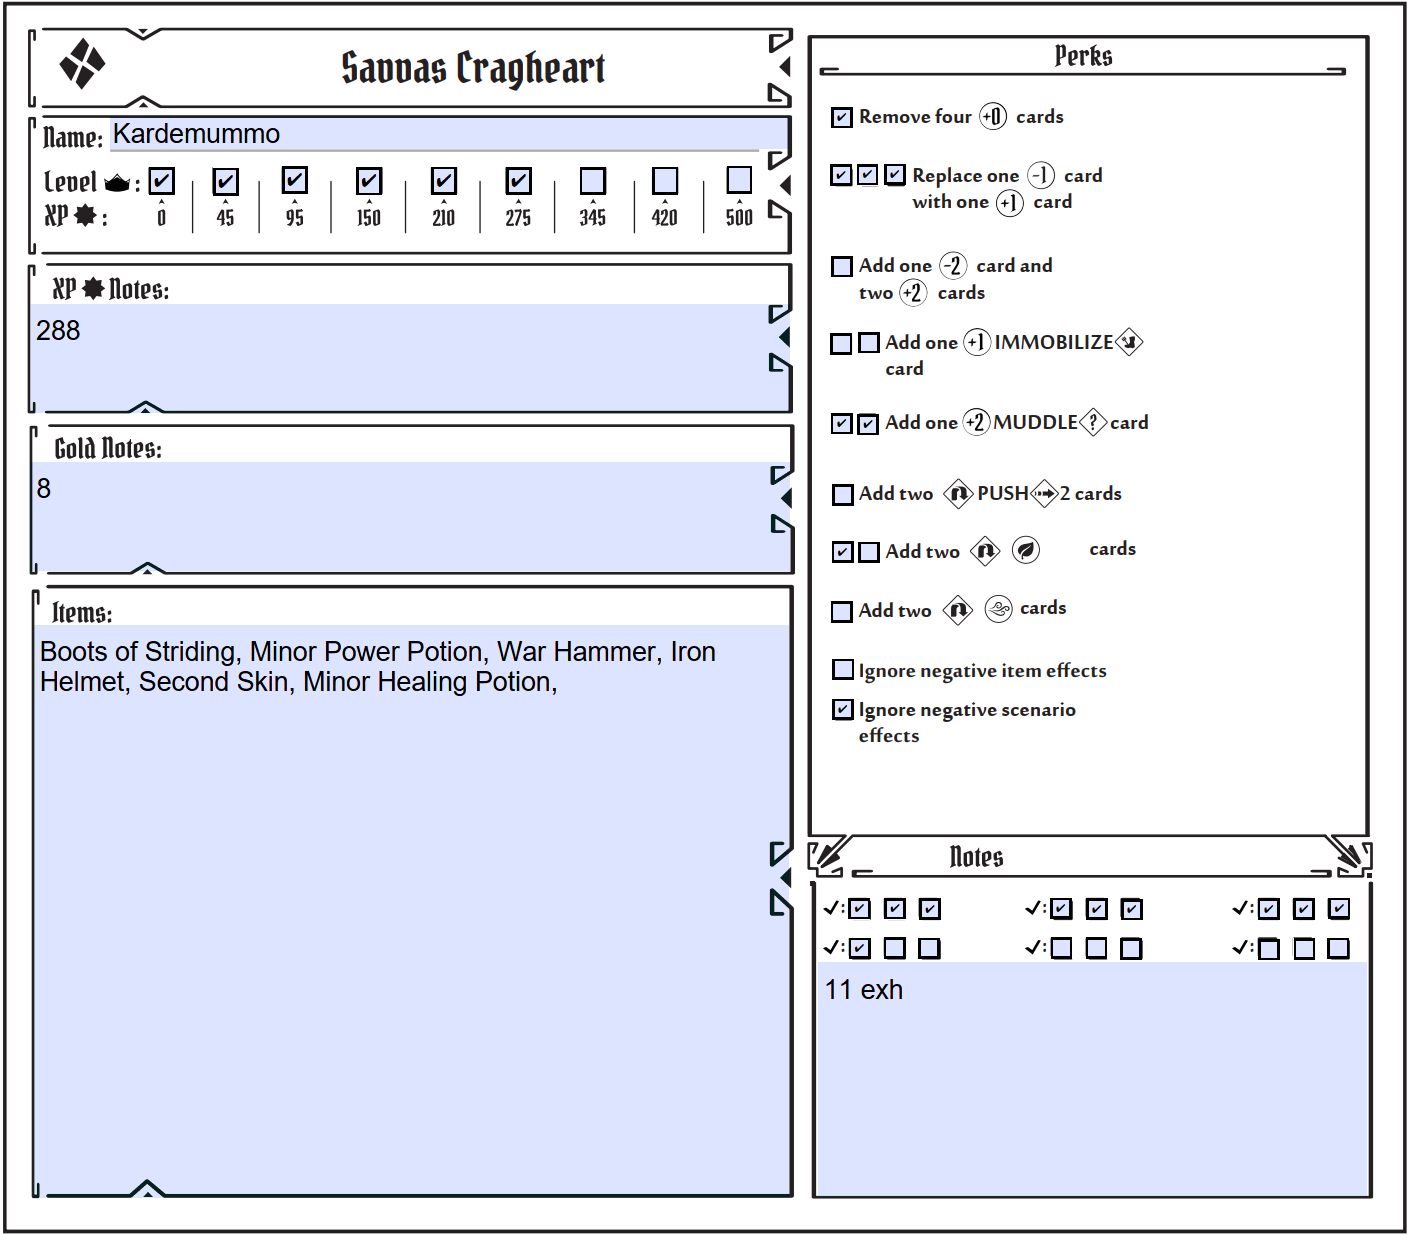 Savvas Cragheart
Name: Kardemummo
Level :
XP : 0 45 95 150 210 275 345 420 500
XP Notes:
288
Gold Notes:
8
Items:
Boots of Striding, Minor Power Potion, War Hammer, Iron
Helmet, Second Skin, Minor Healing Potion,
Perks
Remove four +0 cards
Replace one -1 card
with one +1 card
Add one -2 card and
two +2 cards
Add one +1 IMMOBILIZE
card
Add one +2 MUDDLE ? card
Add two PUSH 2 cards
Add two cards
Add two cards
Ignore negative item effects
Ignore negative scenario
effects
Notes
✓: ✓: ✓:
✓: ✓: ✓:
11 exh